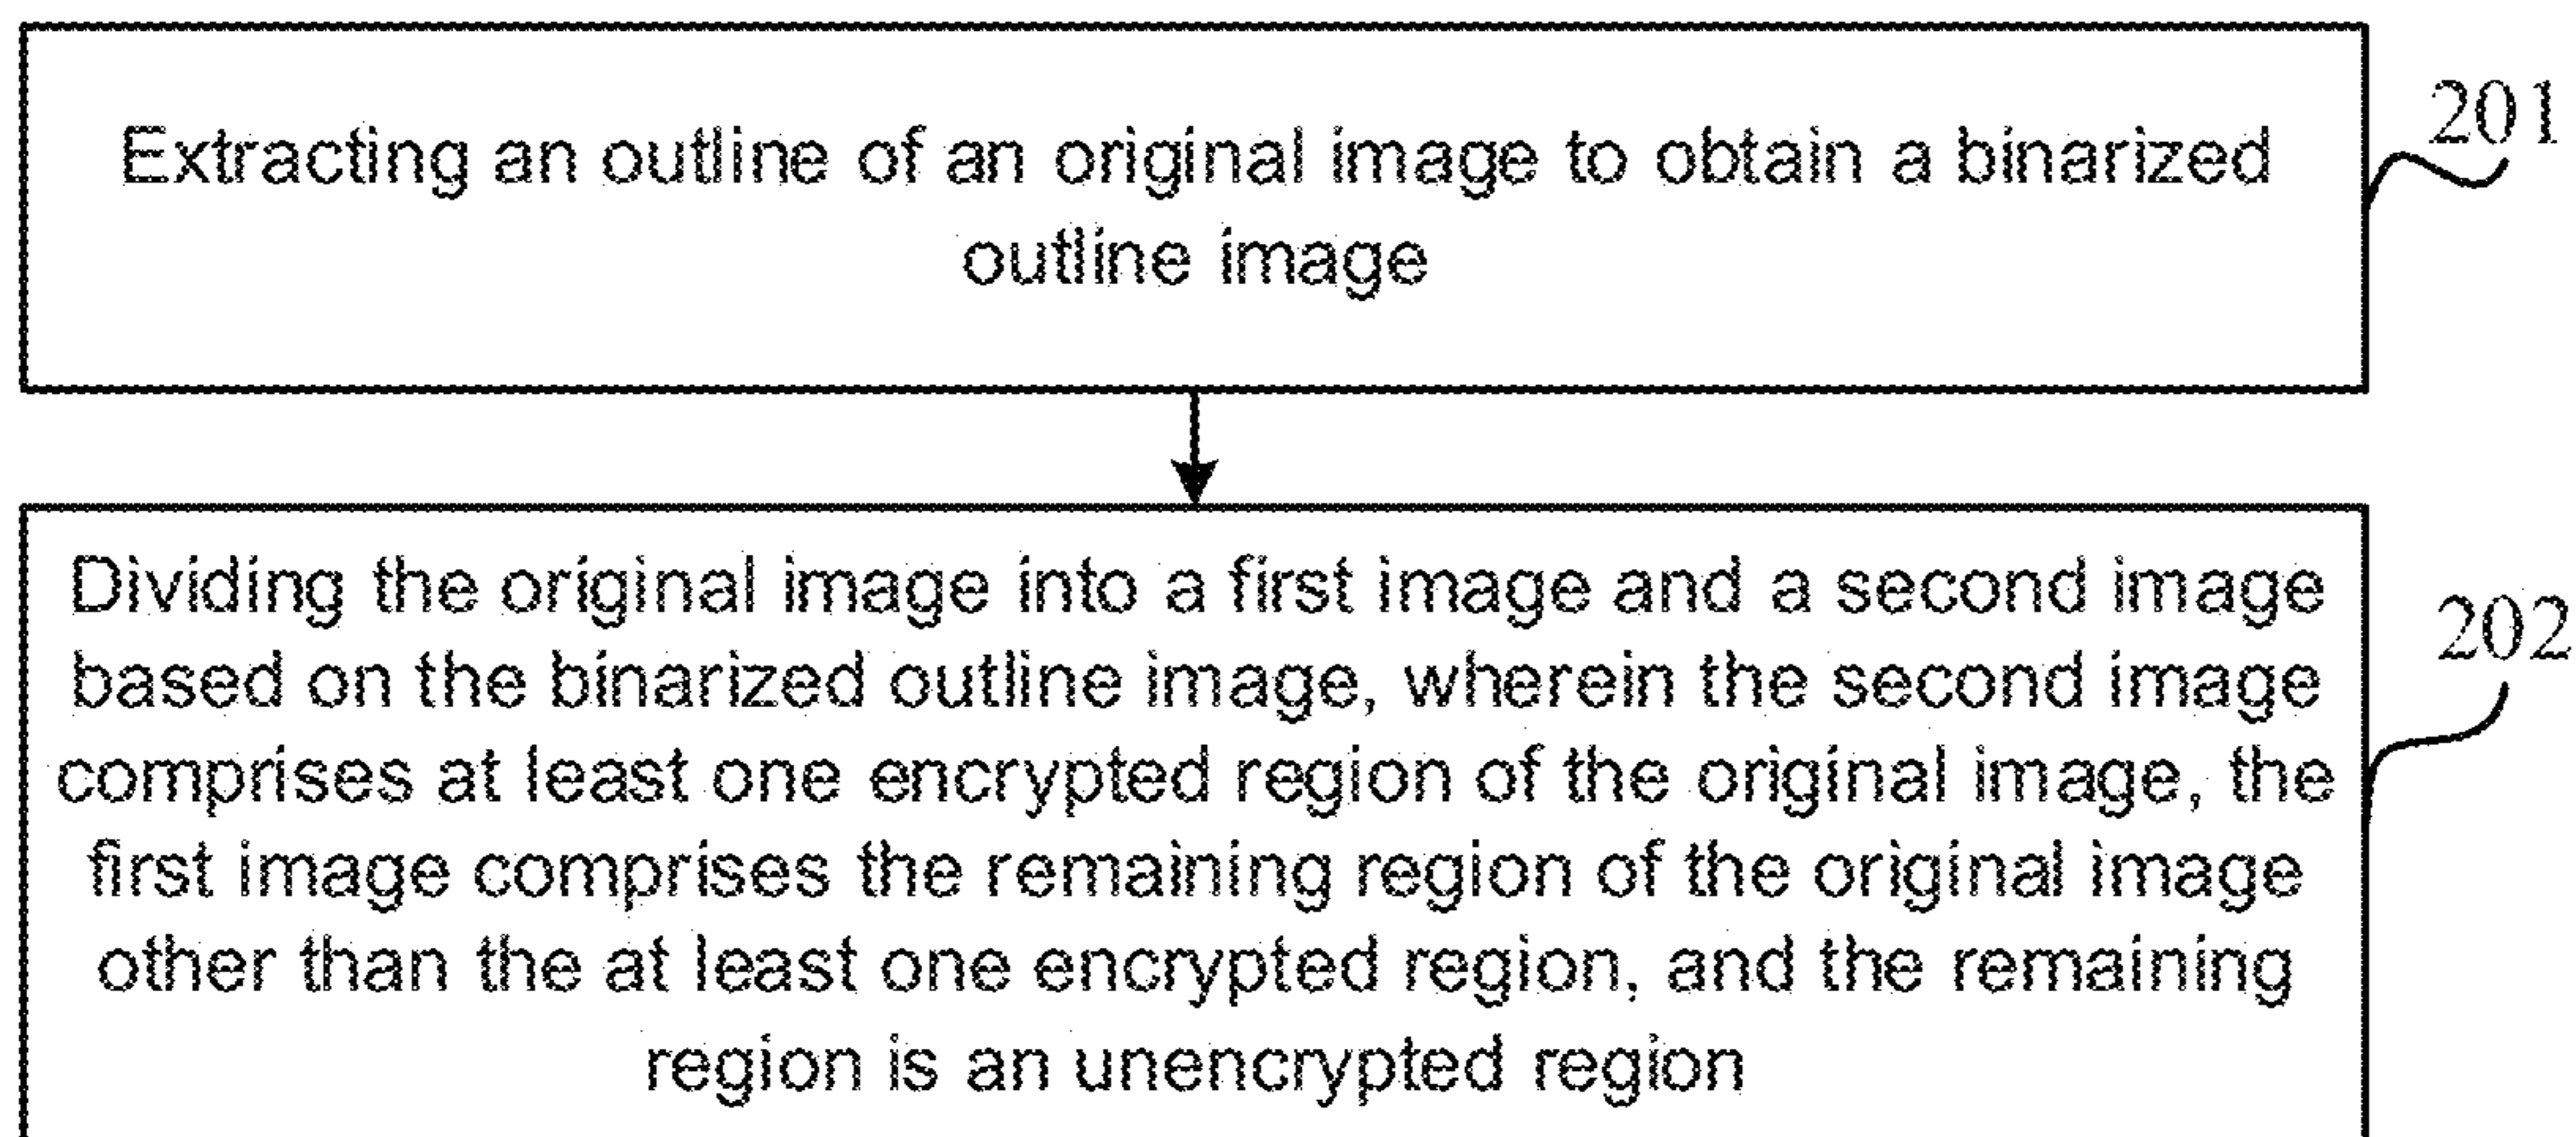 Extracting an outline of an original image to obtain a binarized
outline image
201
Dividing the original image into a first image and a second image
based on the binarized outline image, wherein the second image
comprises at least one encrypted region of the original image, the
first image comprises the remaining region of the original image
other than the at least one encrypted region, and the remaining
region is an unencrypted region
202